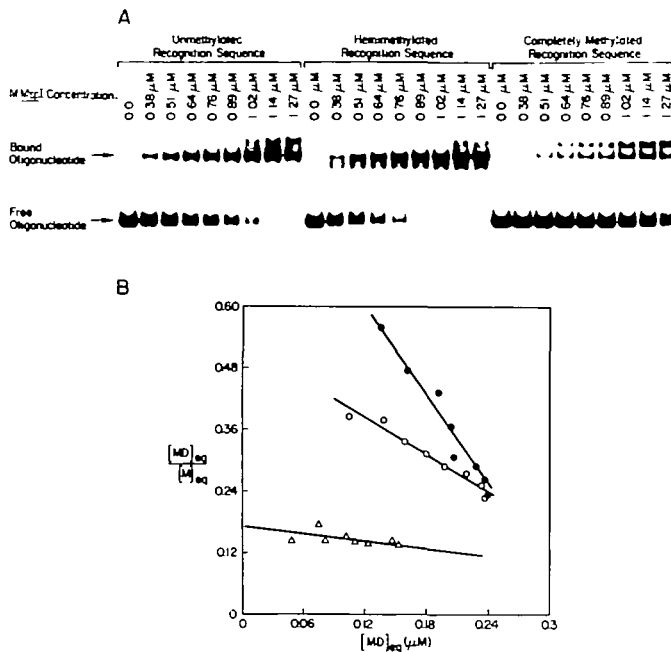 A
Unmethylated
Recognition Sequence
Hemimethylated
Recognition Sequence
Completely Methylated
Recognition Sequence
M MspI Concentration
0.0
0.38 μM
0.51 μM
0.64 μM
0.76 μM
0.89 μM
1.02 μM
1.14 μM
1.27 μM
0.0
0.38 μM
0.51 μM
0.64 μM
0.76 μM
0.89 μM
1.02 μM
1.14 μM
1.27 μM
0.0
0.38 μM
0.51 μM
0.64 μM
0.76 μM
0.89 μM
1.02 μM
1.14 μM
1.27 μM
Bound
Oligonucleotide
Free
Oligonucleotide
B
0.60
0.48
0.36
0.24
0.12
0
[MD]eq
[M]eq
0
0.06
0.12
0.18
0.24
0.3
[MD]eq(μM)